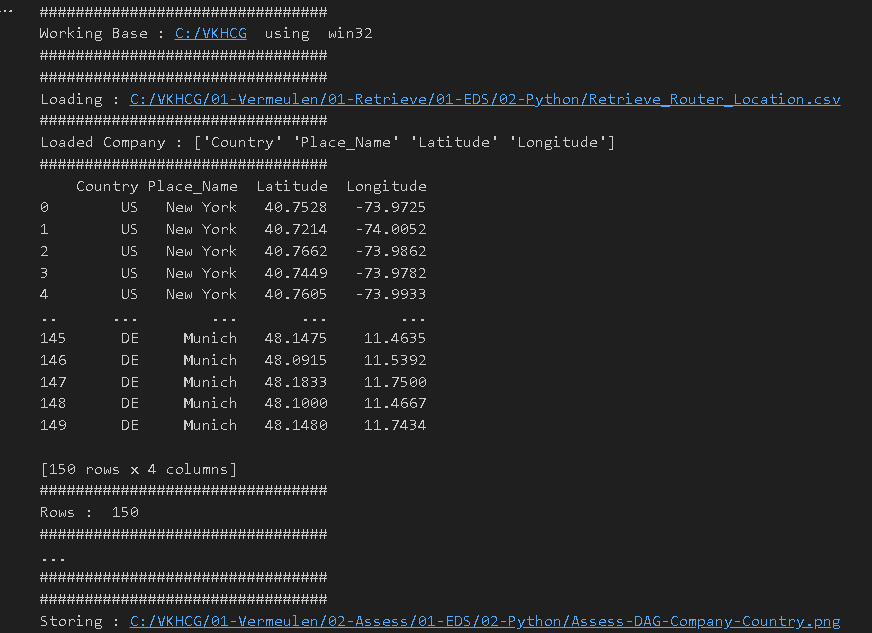 ...
################################
Working Base : C:/VKHCG  using  win32
################################
################################
Loading : C:/VKHCG/01-Vermeulen/01-Retrieve/01-EDS/02-Python/Retrieve_Router_Location.csv
################################
Loaded Company : ['Country' 'Place_Name' 'Latitude' 'Longitude']
################################
    Country Place_Name  Latitude  Longitude
0        US   New York   40.7528   -73.9725
1        US   New York   40.7214   -74.0052
2        US   New York   40.7662   -73.9862
3        US   New York   40.7449   -73.9782
4        US   New York   40.7605   -73.9933
..      ...        ...       ...        ...
145      DE     Munich   48.1475    11.4635
146      DE     Munich   48.0915    11.5392
147      DE     Munich   48.1833    11.7500
148      DE     Munich   48.1000    11.4667
149      DE     Munich   48.1480    11.7434
[150 rows x 4 columns]
################################
Rows :  150
################################
...
################################
################################
Storing : C:/VKHCG/01-Vermeulen/02-Assess/01-EDS/02-Python/Assess-DAG-Company-Country.png